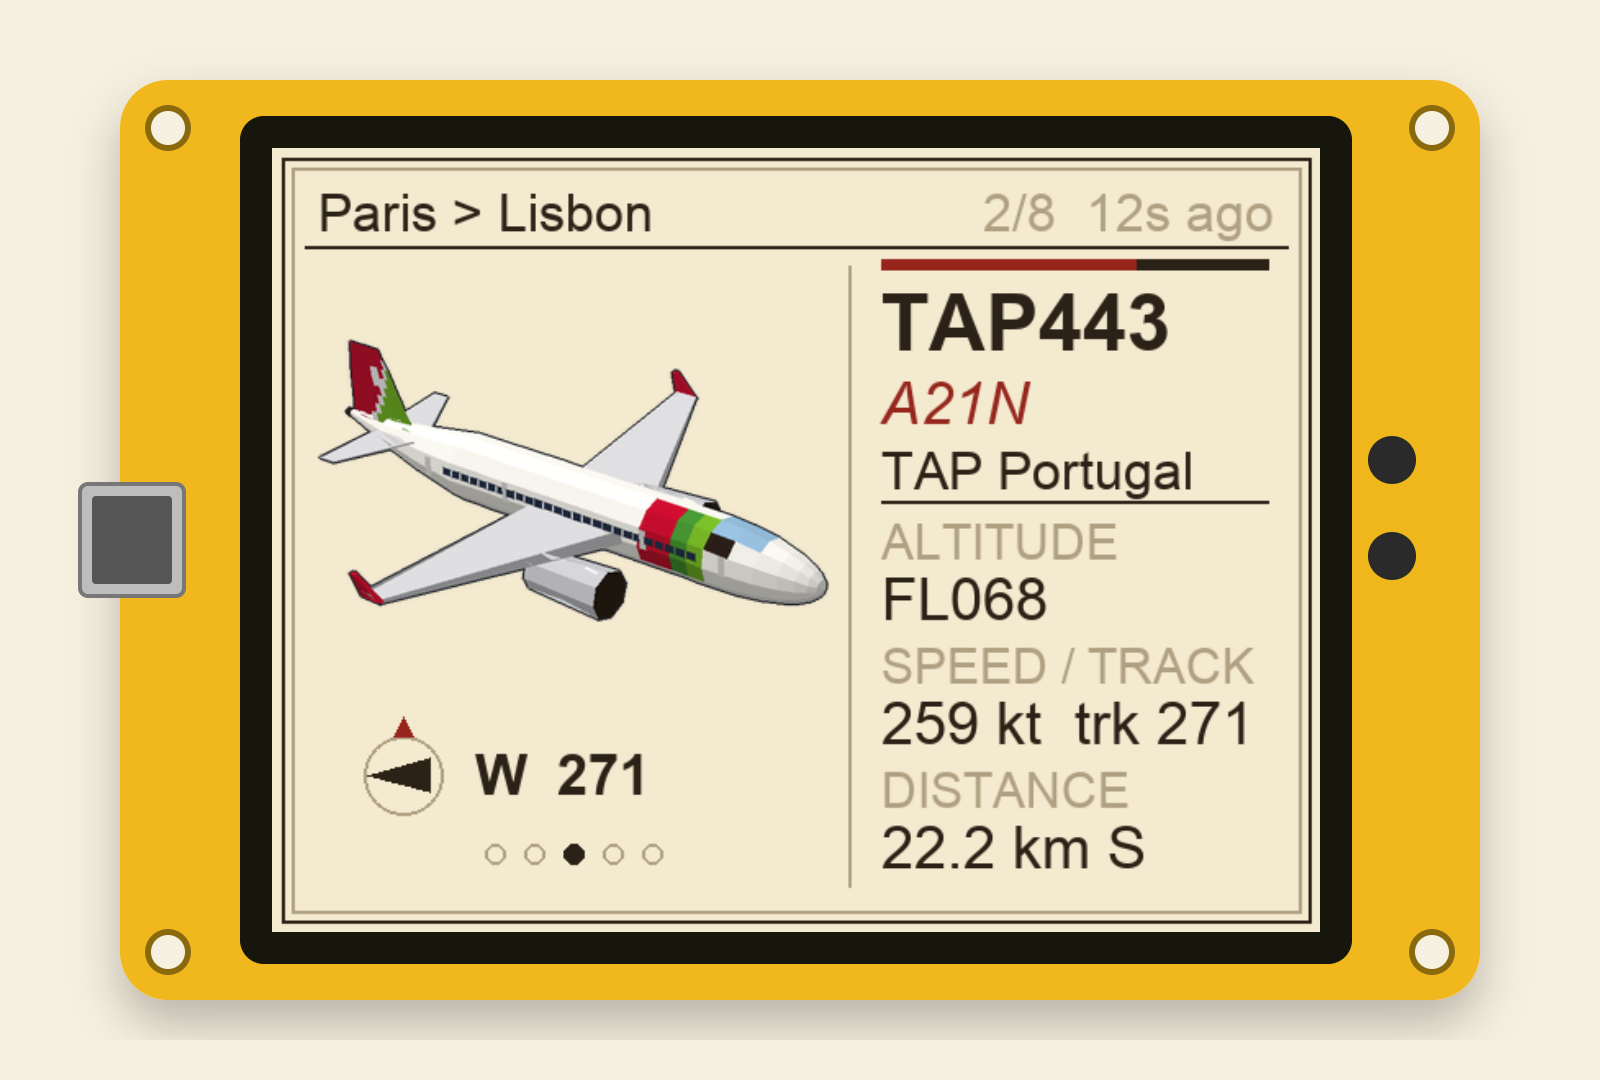 Paris > Lisbon
2/8 12s ago
TAP443
A21N
TAP Portugal
ALTITUDE
FL068
SPEED / TRACK
259 kt trk 271
DISTANCE
22.2 km S
W 271